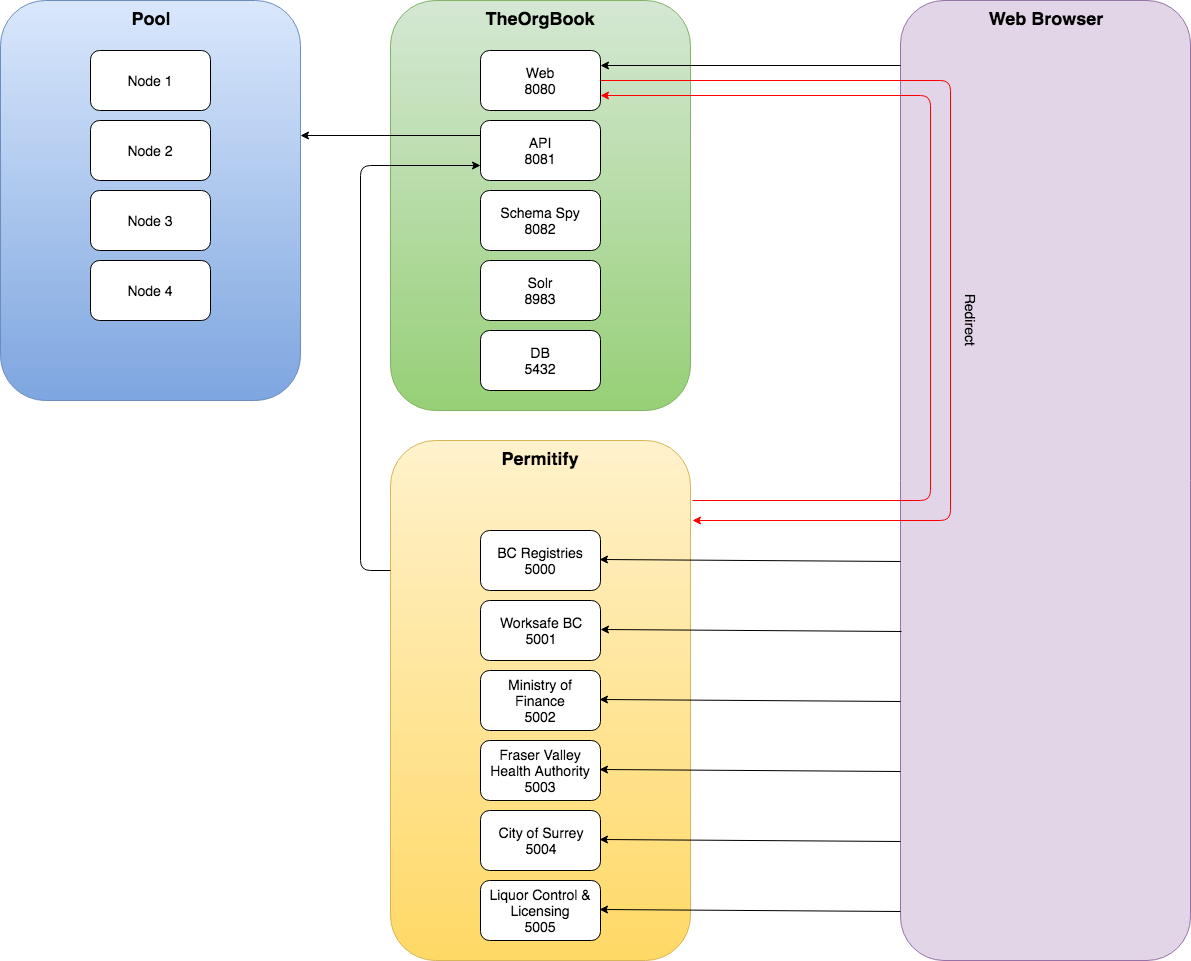 Pool
Node 1
Node 2
Node 3
Node 4
TheOrgBook
Web
8080
API
8081
Schema Spy
8082
Solr
8983
DB
5432
Permitify
BC Registries
5000
Worksafe BC
5001
Ministry of
Finance
5002
Fraser Valley
Health Authority
5003
City of Surrey
5004
Liquor Control &
Licensing
5005
Web Browser
Redirect